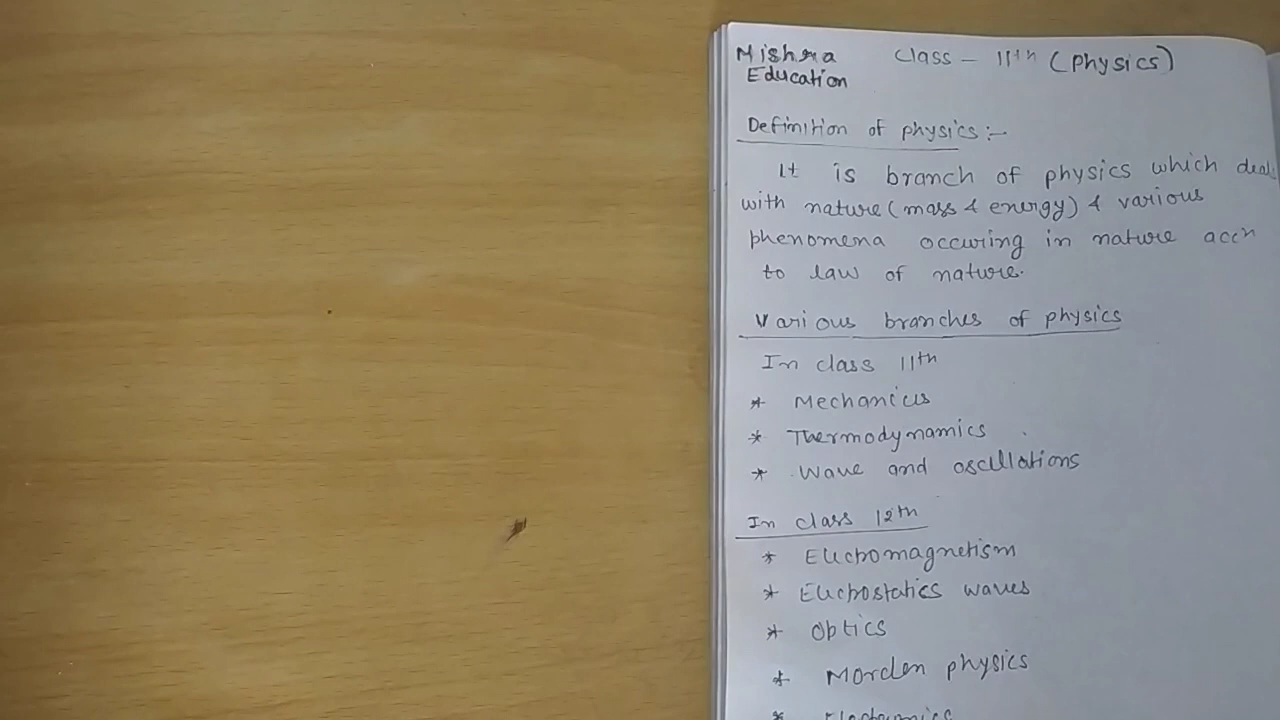 Mishra Class - 11th (Physics)
Education
Definition of physics :-
It is branch of physics which deal
with nature (mass & energy) & various
phenomena occuring in nature accn
to law of nature.
Various branches of physics
In class 11th
* Mechanics
* Thermodynamics
* Wave and oscillations
In class 12th
* Electromagnetism
* Electrostatics waves
* Optics
* Morden physics
*